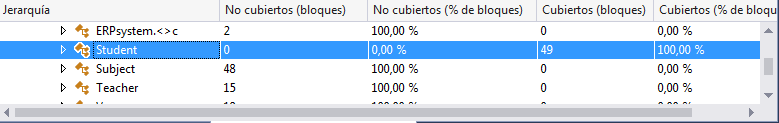 Jerarquía No cubiertos (bloques) No cubiertos (% de bloques) Cubiertos (bloques) Cubiertos (% de bloqu
ERPsystem.<>c 2 100,00 % 0 0,00 %
Student 0 0,00 % 49 100,00 %
Subject 48 100,00 % 0 0,00 %
Teacher 15 100,00 % 0 0,00 %